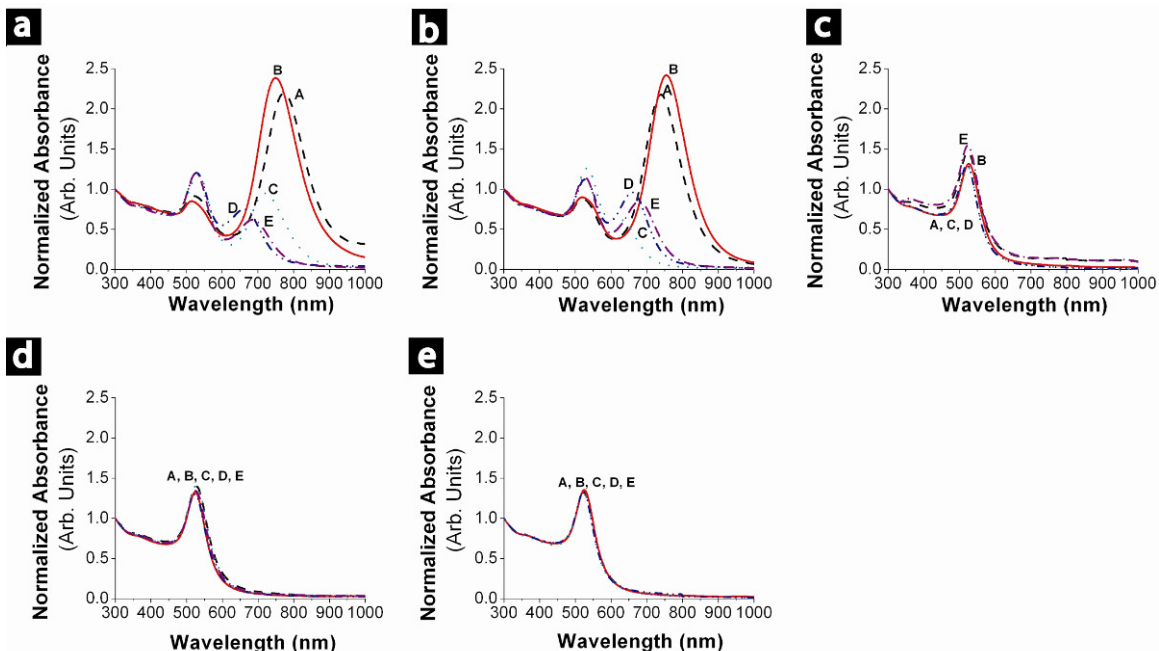 a
Normalized Absorbance
(Arb. Units)
2.5
2.0
1.5
1.0
0.5
0.0
B
A
C
D
E
300 400 500 600 700 800 900 1000
Wavelength (nm)
b
Normalized Absorbance
(Arb. Units)
2.5
2.0
1.5
1.0
0.5
0.0
B
A
D
E
C
300 400 500 600 700 800 900 1000
Wavelength (nm)
c
Normalized Absorbance
(Arb. Units)
2.5
2.0
1.5
1.0
0.5
0.0
E
B
A, C, D
300 400 500 600 700 800 900 1000
Wavelength (nm)
d
Normalized Absorbance
(Arb. Units)
2.5
2.0
1.5
1.0
0.5
0.0
A, B, C, D, E
300 400 500 600 700 800 900 1000
Wavelength (nm)
e
Normalized Absorbance
(Arb. Units)
2.5
2.0
1.5
1.0
0.5
0.0
A, B, C, D, E
300 400 500 600 700 800 900 1000
Wavelength (nm)